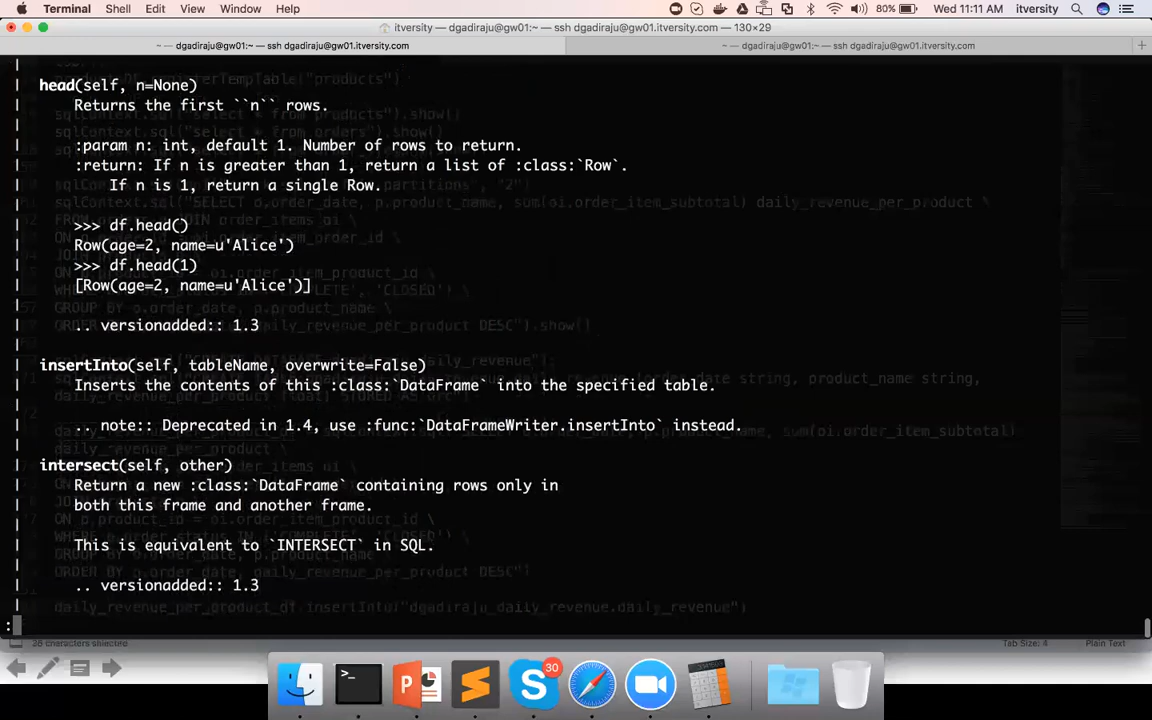 Terminal Shell Edit View Window Help 80% Wed 11:11 AM itversity
itversity — dgadiraju@gw01:~ — ssh dgadiraju@gw01.itversity.com — 130×29
~ — dgadiraju@gw01:~ — ssh dgadiraju@gw01.itversity.com
~ — dgadiraju@gw01:~ — ssh dgadiraju@gw01.itversity.com
head(self, n=None)
Returns the first ``n`` rows.
:param n: int, default 1. Number of rows to return.
:return: If n is greater than 1, return a list of :class:`Row`.
If n is 1, return a single Row.
>>> df.head()
Row(age=2, name=u'Alice')
>>> df.head(1)
[Row(age=2, name=u'Alice')]
.. versionadded:: 1.3
insertInto(self, tableName, overwrite=False)
Inserts the contents of this :class:`DataFrame` into the specified table.
.. note:: Deprecated in 1.4, use :func:`DataFrameWriter.insertInto` instead.
intersect(self, other)
Return a new :class:`DataFrame` containing rows only in
both this frame and another frame.
This is equivalent to `INTERSECT` in SQL.
.. versionadded:: 1.3
:
Tab Size: 4 Plain Text
30